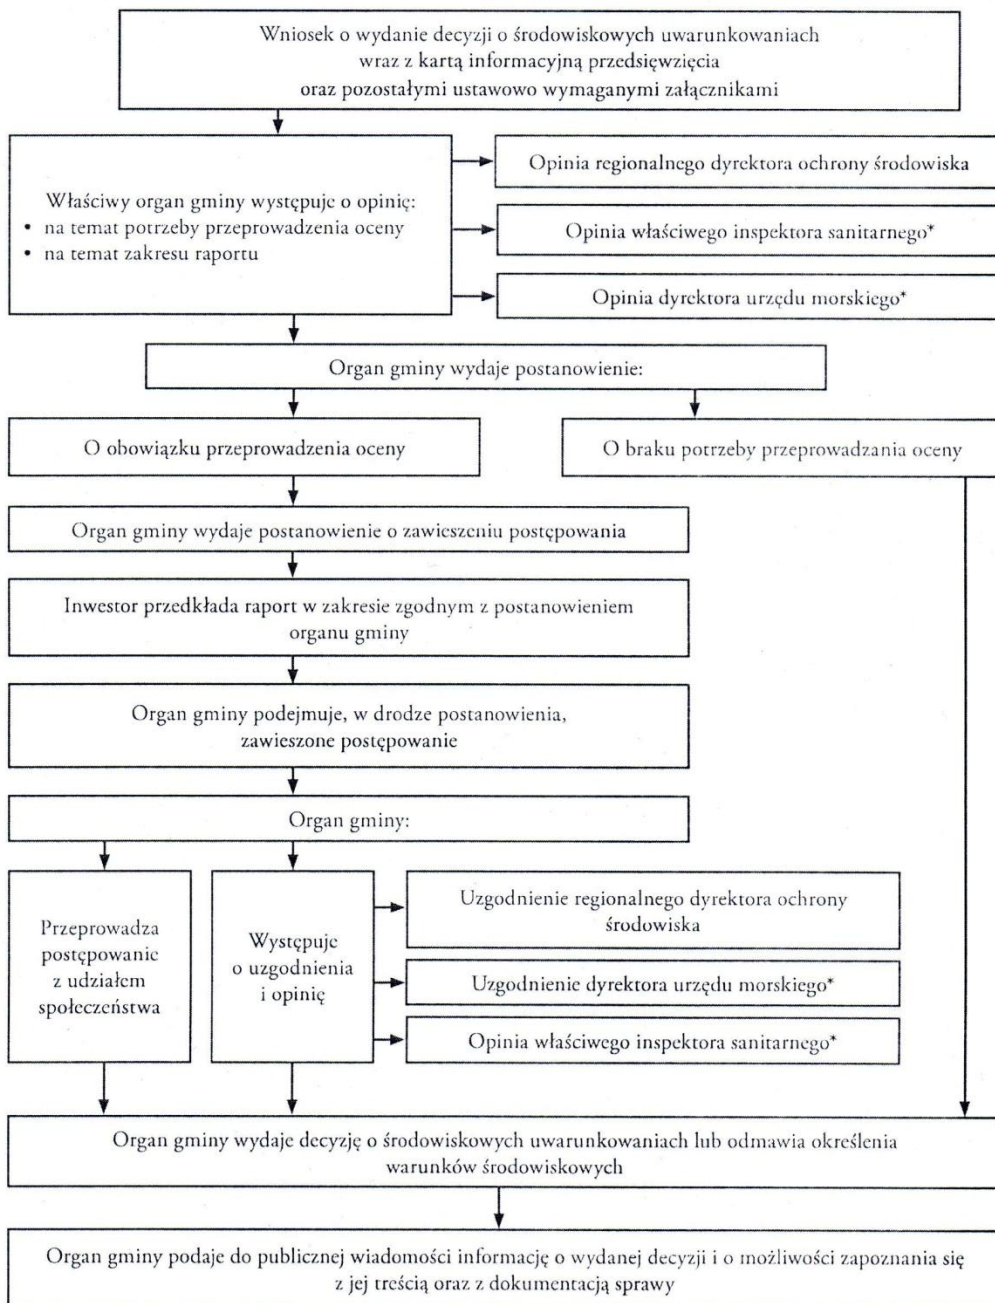 Wniosek o wydanie decyzji o środowiskowych uwarunkowaniach
wraz z kartą informacyjną przedsięwzięcia
oraz pozostałymi ustawowo wymaganymi załącznikami
Właściwy organ gminy występuje o opinię:
• na temat potrzeby przeprowadzenia oceny
• na temat zakresu raportu
Opinia regionalnego dyrektora ochrony środowiska
Opinia właściwego inspektora sanitarnego*
Opinia dyrektora urzędu morskiego*
Organ gminy wydaje postanowienie:
O obowiązku przeprowadzenia oceny
O braku potrzeby przeprowadzania oceny
Organ gminy wydaje postanowienie o zawieszeniu postępowania
Inwestor przedkłada raport w zakresie zgodnym z postanowieniem
organu gminy
Organ gminy podejmuje, w drodze postanowienia,
zawieszone postępowanie
Organ gminy:
Przeprowadza
postępowanie
z udziałem
społeczeństwa
Występuje
o uzgodnienia
i opinię
Uzgodnienie regionalnego dyrektora ochrony
środowiska
Uzgodnienie dyrektora urzędu morskiego*
Opinia właściwego inspektora sanitarnego*
Organ gminy wydaje decyzję o środowiskowych uwarunkowaniach lub odmawia określenia
warunków środowiskowych
Organ gminy podaje do publicznej wiadomości informację o wydanej decyzji i o możliwości zapoznania się
z jej treścią oraz z dokumentacją sprawy